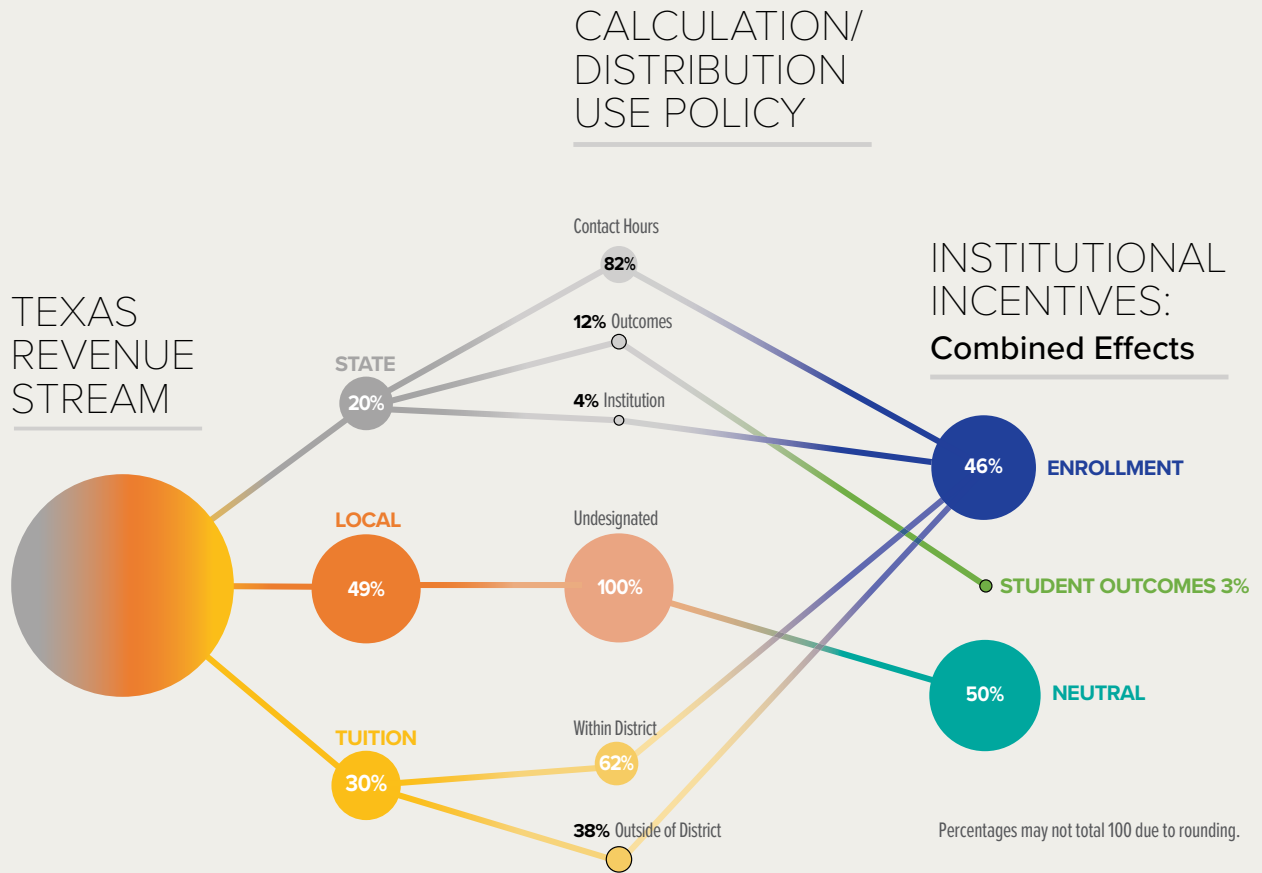 CALCULATION/
DISTRIBUTION
USE POLICY
TEXAS
REVENUE
STREAM
INSTITUTIONAL
INCENTIVES:
Combined Effects
STATE
20%
LOCAL
49%
TUITION
30%
Contact Hours
82%
12% Outcomes
4% Institution
Undesignated
100%
Within District
62%
38% Outside of District
46%
ENROLLMENT
STUDENT OUTCOMES 3%
50%
NEUTRAL
Percentages may not total 100 due to rounding.